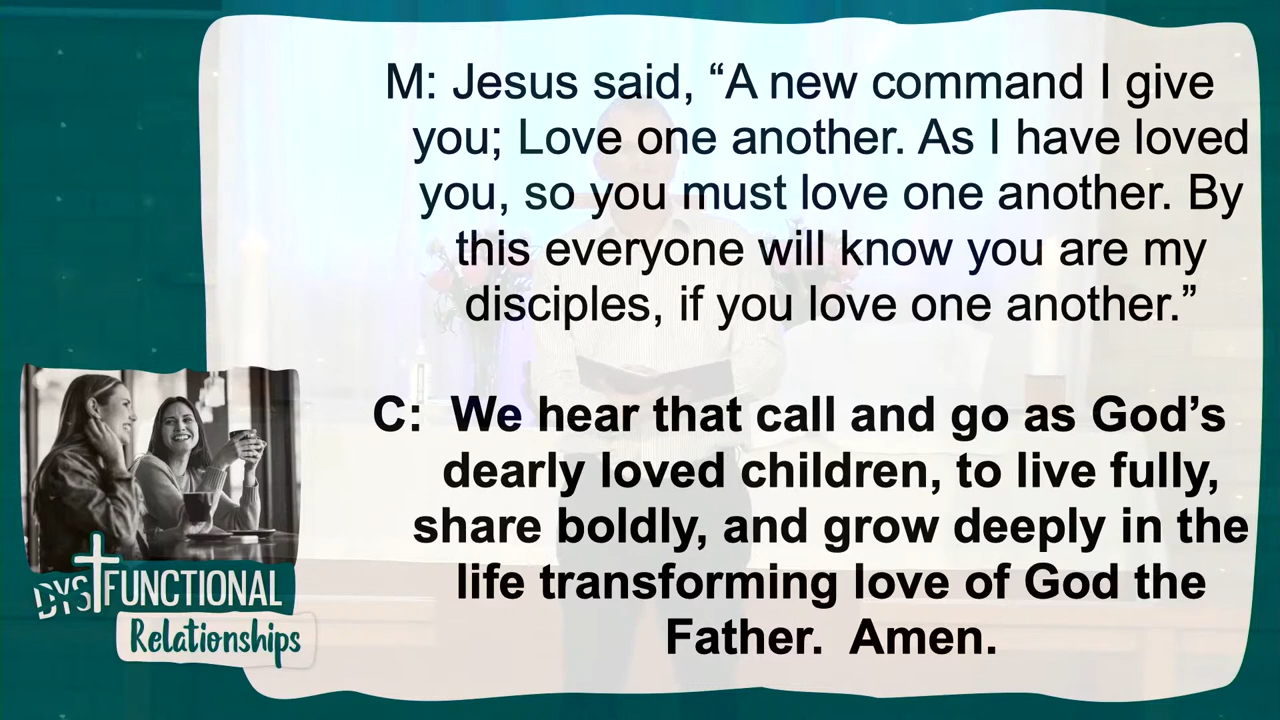 M: Jesus said, “A new command I give
you; Love one another. As I have loved
you, so you must love one another. By
this everyone will know you are my
disciples, if you love one another.”
C:  We hear that call and go as God’s
dearly loved children, to live fully,
share boldly, and grow deeply in the
life transforming love of God the
Father.  Amen.
DYSFUNCTIONAL
Relationships